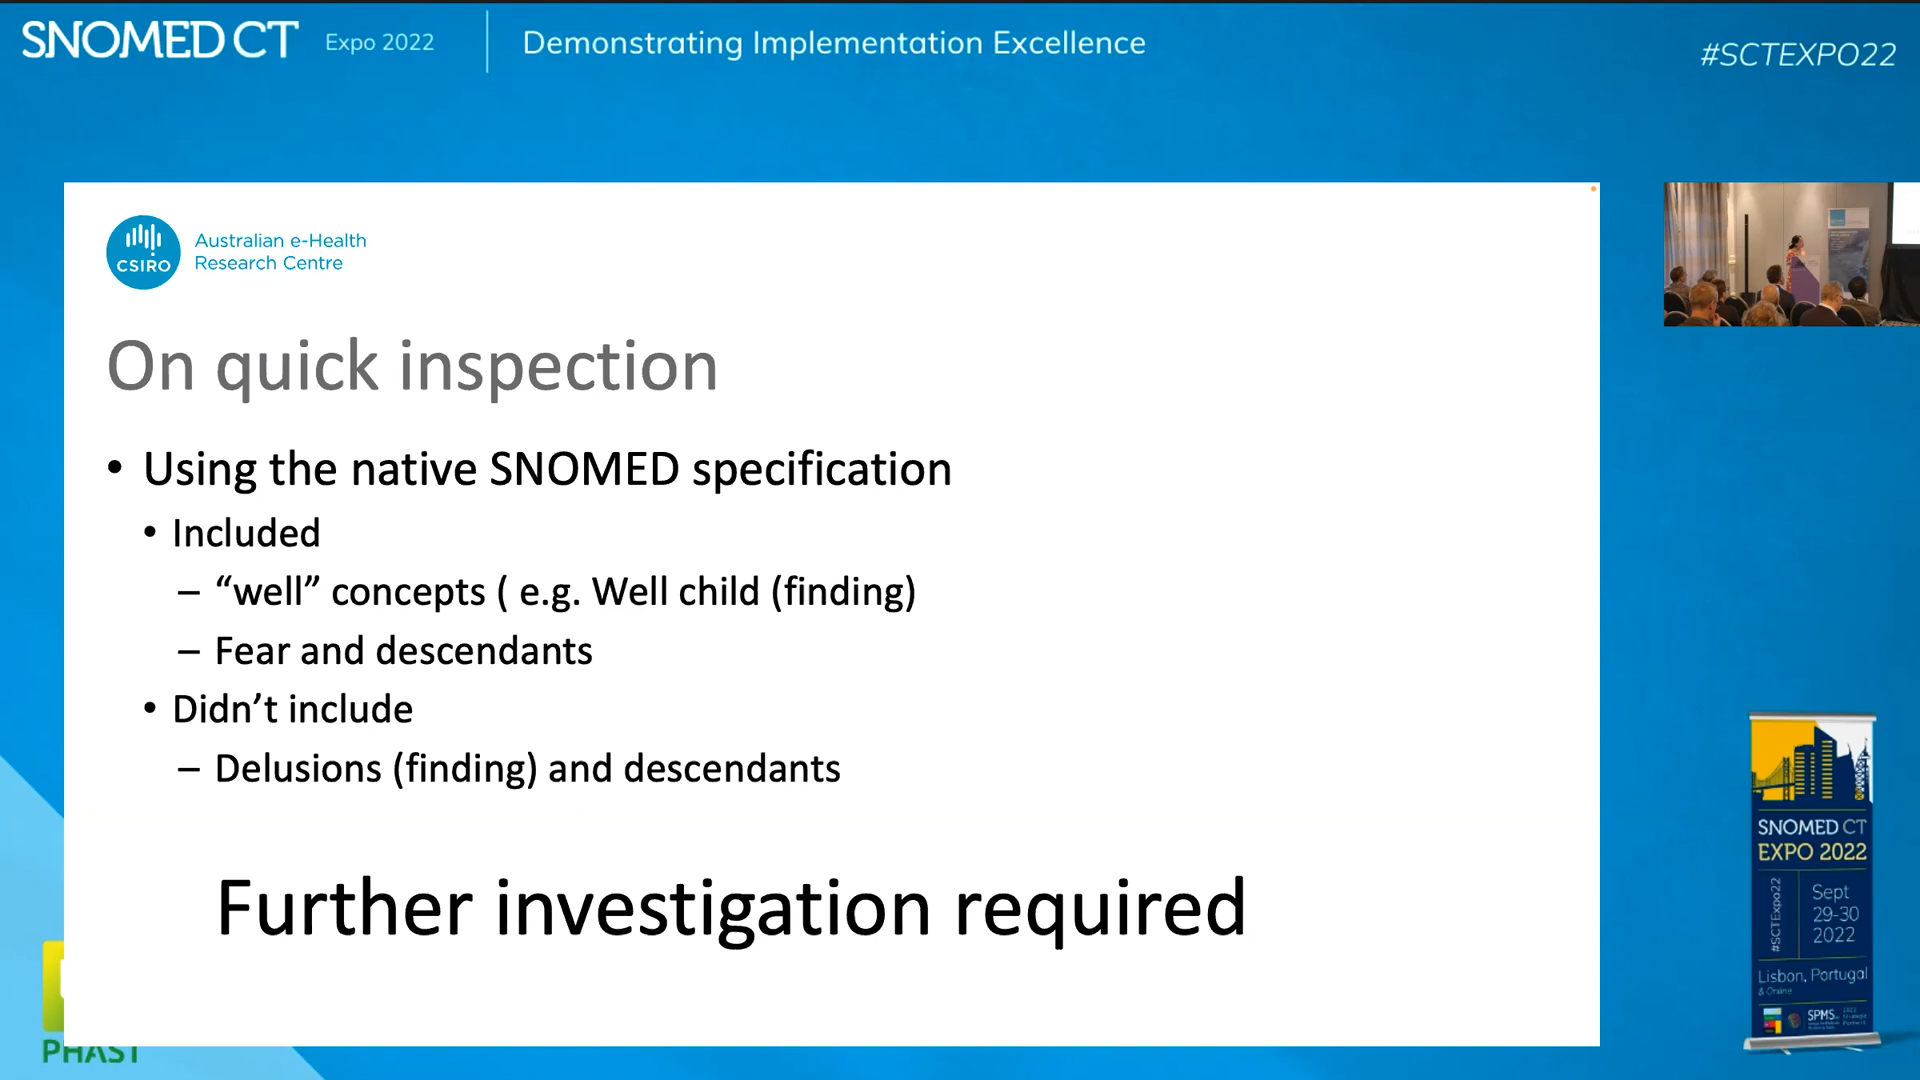 SNOMED CT Expo 2022 Demonstrating Implementation Excellence #SCTEXPO22
CSIRO
Australian e-Health
Research Centre
On quick inspection
• Using the native SNOMED specification
• Included
– “well” concepts ( e.g. Well child (finding)
– Fear and descendants
• Didn’t include
– Delusions (finding) and descendants
Further investigation required
PHAST
SNOMED CT
EXPO 2022
#SCTExpo22
Sept
29-30
2022
Lisbon, Portugal
& Online
SPMS